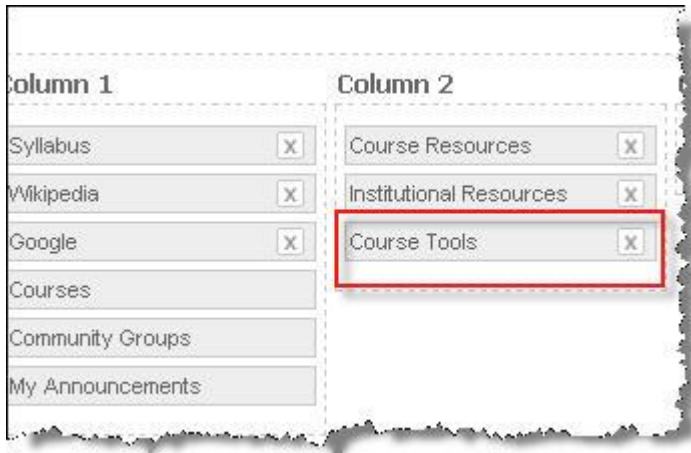 Column 1
Syllabus X
Wikipedia X
Google X
Courses
Community Groups
My Announcements
Column 2
Course Resources X
Institutional Resources X
Course Tools X